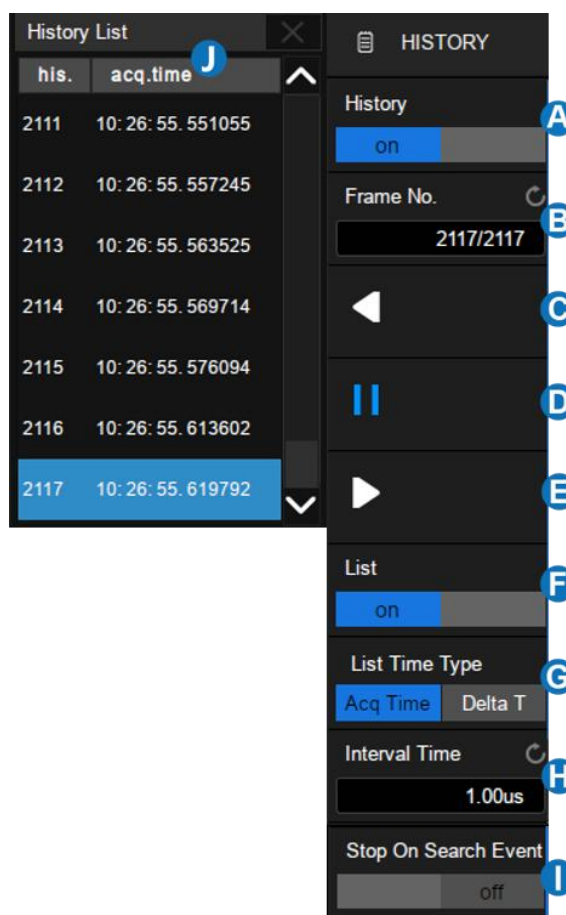 History List
his. acq.time J
2111 10:26:55.551055
2112 10:26:55.557245
2113 10:26:55.563525
2114 10:26:55.569714
2115 10:26:55.576094
2116 10:26:55.613602
2117 10:26:55.619792
HISTORY
History
A
on
Frame No.
B
2117/2117
C
D
E
List
F
on
List Time Type
G
Acq Time Delta T
Interval Time
H
1.00us
Stop On Search Event
I
off